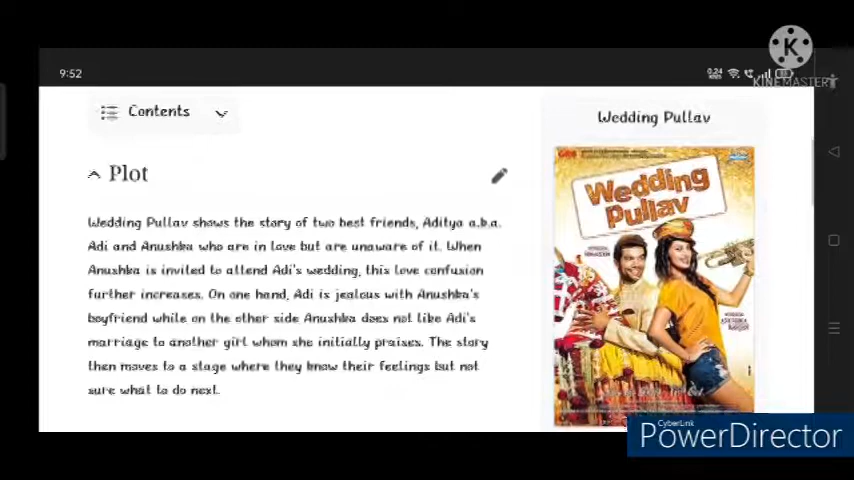 KINEMASTER
9:52
0.24
Contents
Wedding Pullav
Plot
Wedding Pullav
Wedding Pullav shows the story of two best friends, Aditya a.b.a.
Adi and Anushka who are in love but are unaware of it. When
Anushka is invited to attend Adi's wedding, this love confusion
further increases. On one hand, Adi is jealous with Anushka's
boyfriend while on the other side Anushka does not like Adi's
marriage to another girl whom she initially praises. The story
then moves to a stage where they know their feelings but not
sure what to do next.
CyberLink
PowerDirector